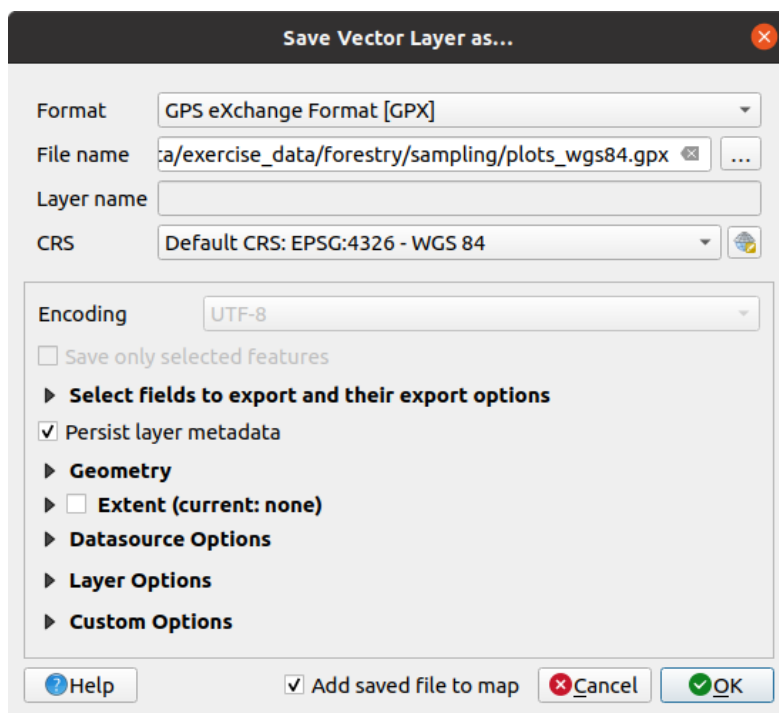 Save Vector Layer as...
Format GPS eXchange Format [GPX]
File name ta/exercise_data/forestry/sampling/plots_wgs84.gpx ...
Layer name
CRS Default CRS: EPSG:4326 - WGS 84
Encoding UTF-8
Save only selected features
Select fields to export and their export options
Persist layer metadata
Geometry
Extent (current: none)
Datasource Options
Layer Options
Custom Options
?Help Add saved file to map Cancel OK